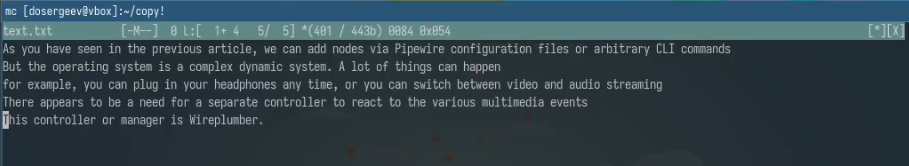 mc [dosergeev@vbox]:~/copy!
text.txt [-M--] 0 L:[ 1+ 4 5/ 5] *(401 / 443b) 0084 0x054 [*][X]
As you have seen in the previous article, we can add nodes via Pipewire configuration files or arbitrary CLI commands
But the operating system is a complex dynamic system. A lot of things can happen
for example, you can plug in your headphones any time, or you can switch between video and audio streaming
There appears to be a need for a separate controller to react to the various multimedia events
This controller or manager is Wireplumber.